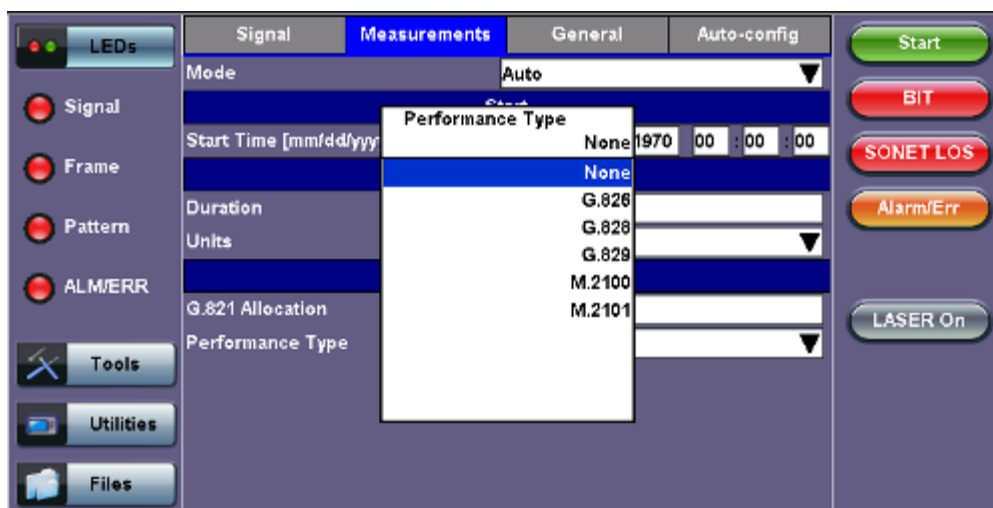 LEDs
Signal
Frame
Pattern
ALM/ERR
Tools
Utilities
Files
Signal Measurements General Auto-config
Mode Auto
Start Time [mm/dd/yyy 1970 00 : 00 : 00
Duration
Units
G.821 Allocation
Performance Type
Performance Type
None
None
G.826
G.828
G.829
M.2100
M.2101
Start
BIT
SONET LOS
Alarm/Err
LASER On